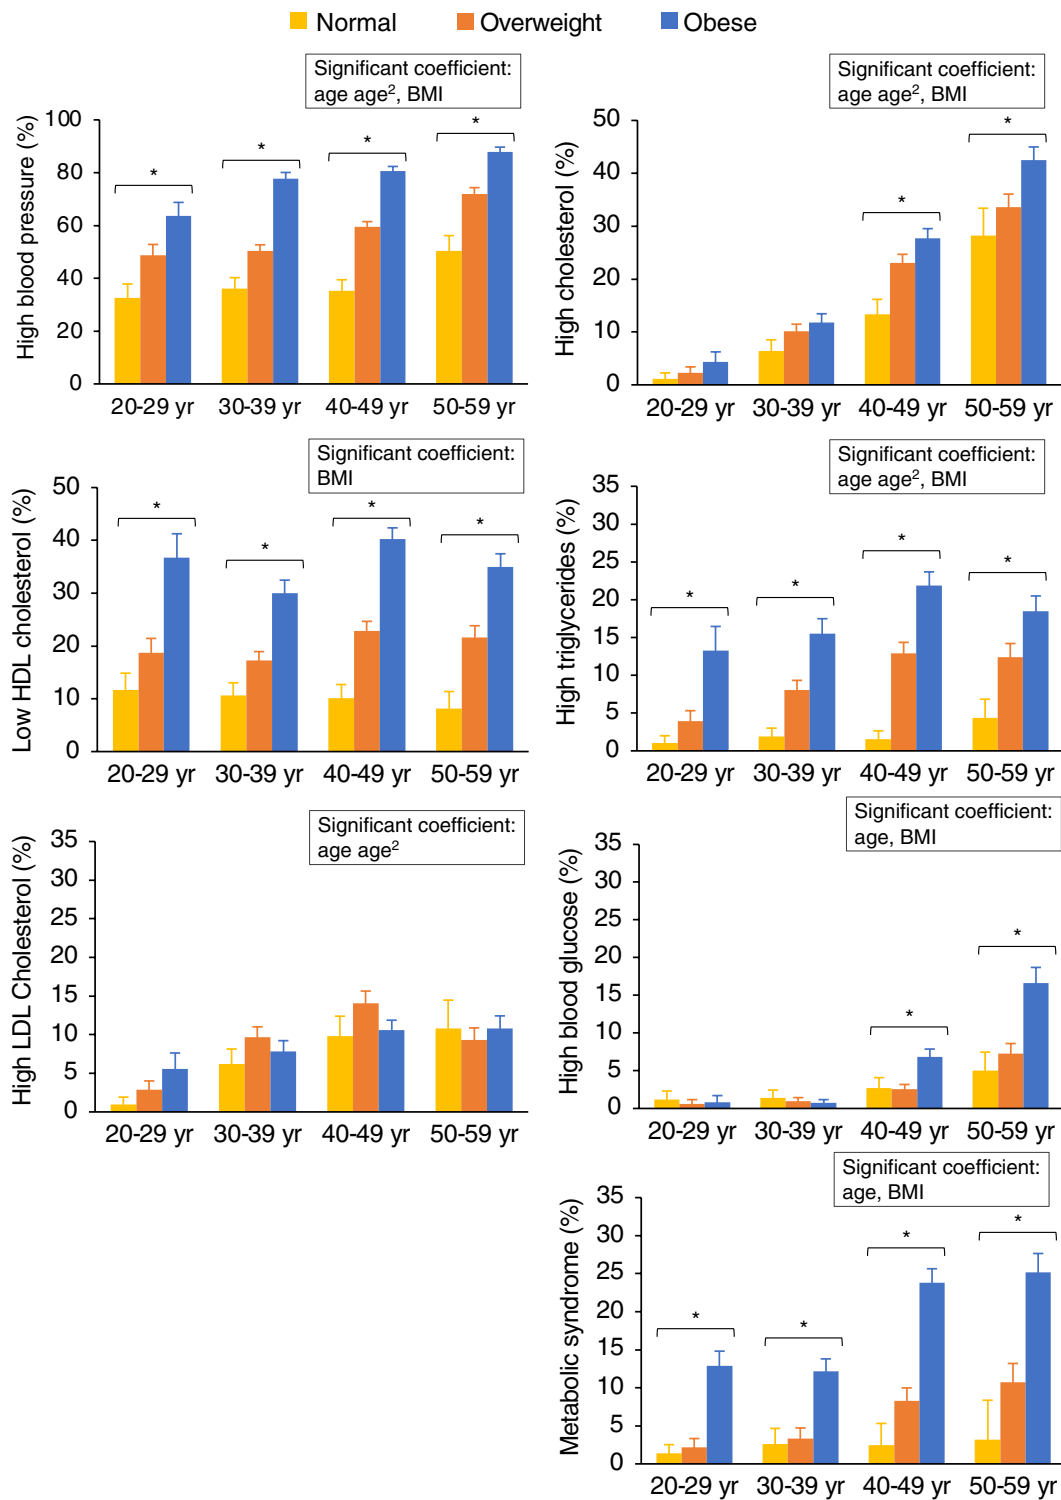 Normal Overweight Obese
Significant coefficient:
age age², BMI
High blood pressure (%)
100
80
60
40
20
0
* * * *
20-29 yr 30-39 yr 40-49 yr 50-59 yr
Significant coefficient:
age age², BMI
High cholesterol (%)
50
40
30
20
10
0
* *
20-29 yr 30-39 yr 40-49 yr 50-59 yr
Significant coefficient:
BMI
Low HDL cholesterol (%)
50
40
30
20
10
0
* * * *
20-29 yr 30-39 yr 40-49 yr 50-59 yr
Significant coefficient:
age age², BMI
High triglycerides (%)
35
30
25
20
15
10
5
0
* * * *
20-29 yr 30-39 yr 40-49 yr 50-59 yr
Significant coefficient:
age age²
High LDL Cholesterol (%)
35
30
25
20
15
10
5
0
20-29 yr 30-39 yr 40-49 yr 50-59 yr
Significant coefficient:
age, BMI
High blood glucose (%)
35
30
25
20
15
10
5
0
* *
20-29 yr 30-39 yr 40-49 yr 50-59 yr
Significant coefficient:
age, BMI
Metabolic syndrome (%)
35
30
25
20
15
10
5
0
* * * *
20-29 yr 30-39 yr 40-49 yr 50-59 yr